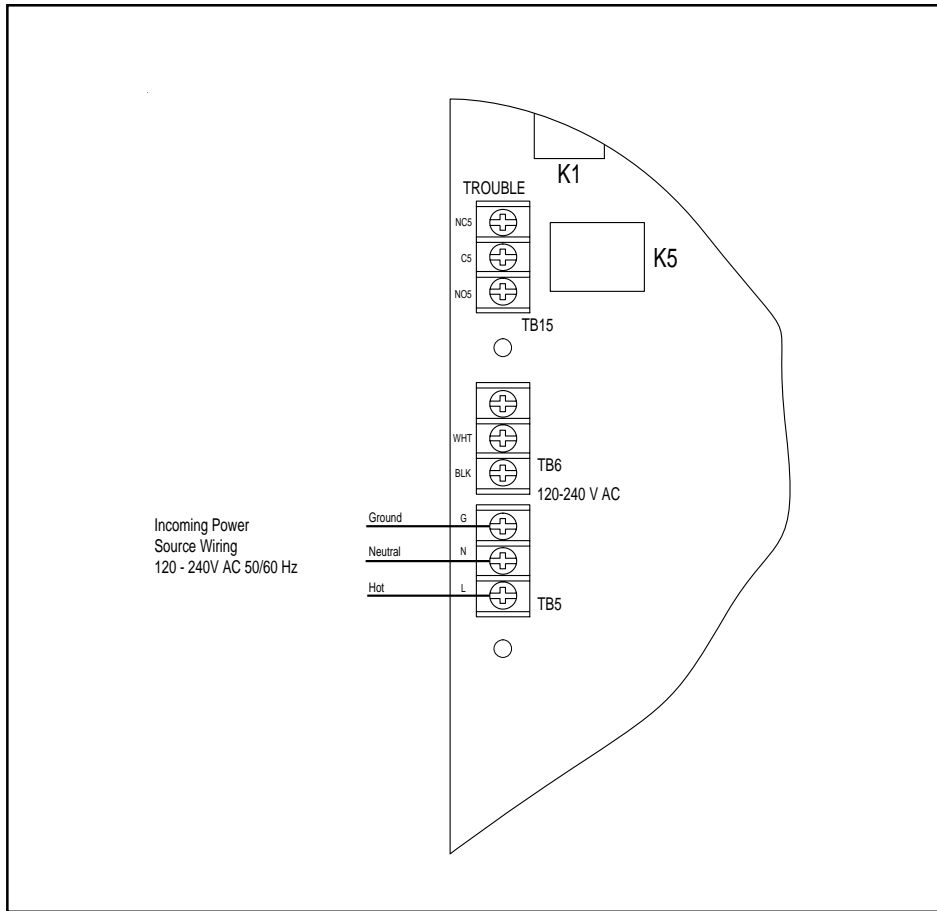 K1
TROUBLE
NC5
C5
K5
NO5
TB15
WHT
BLK
TB6
120-240 V AC
Incoming Power
Source Wiring
120 - 240V AC 50/60 Hz
Ground
G
Neutral
N
Hot
L
TB5